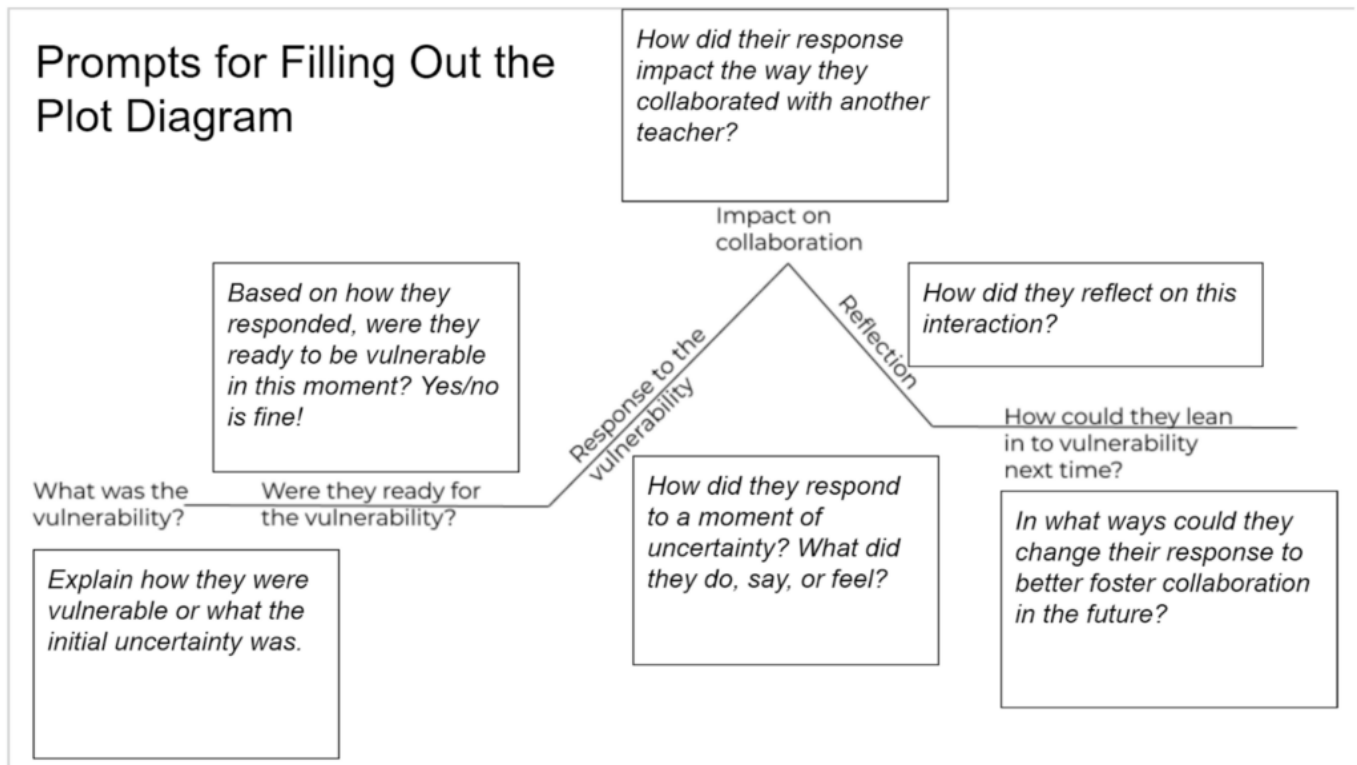 Prompts for Filling Out the
Plot Diagram
How did their response
impact the way they
collaborated with another
teacher?
Impact on
collaboration
Based on how they
responded, were they
ready to be vulnerable
in this moment? Yes/no
is fine!
Response to the
vulnerability
Reflection
How did they reflect on this
interaction?
What was the
vulnerability?
Were they ready for
the vulnerability?
How could they lean
in to vulnerability
next time?
Explain how they were
vulnerable or what the
initial uncertainty was.
How did they respond
to a moment of
uncertainty? What did
they do, say, or feel?
In what ways could they
change their response to
better foster collaboration
in the future?